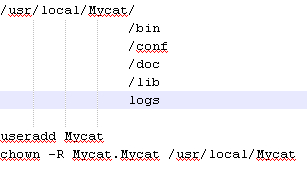 /usr/local/Mycat/
/bin
/conf
/doc
/lib
logs
useradd Mycat
chown -R Mycat.Mycat /usr/local/Mycat